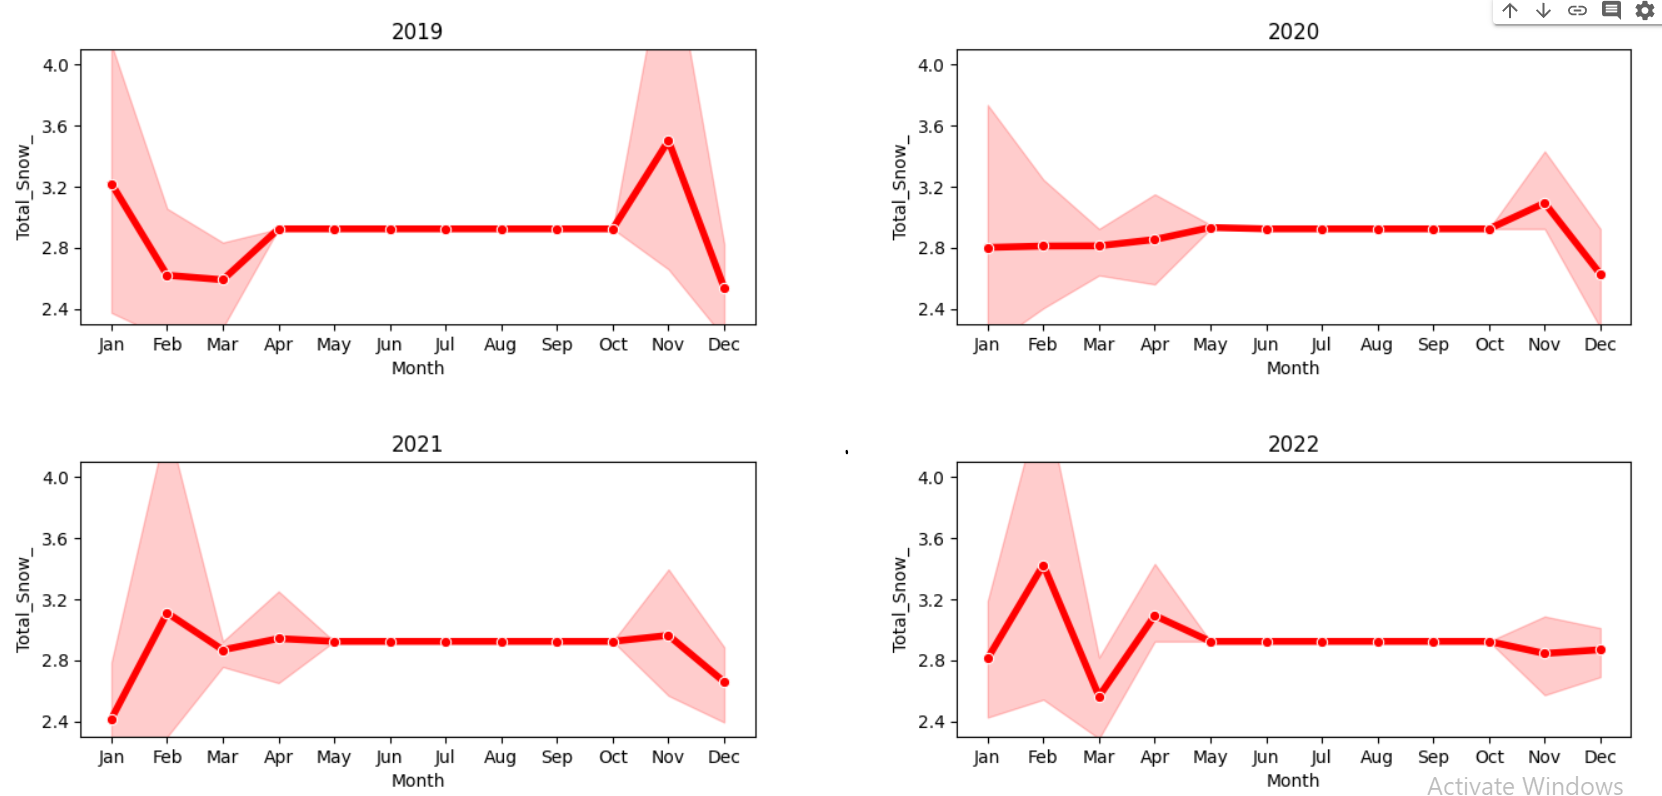 2019
4.0
3.6
3.2
2.8
2.4
Total_Snow_
Jan Feb Mar Apr May Jun Jul Aug Sep Oct Nov Dec
Month
2020
4.0
3.6
3.2
2.8
2.4
Total_Snow_
Jan Feb Mar Apr May Jun Jul Aug Sep Oct Nov Dec
Month
2021
4.0
3.6
3.2
2.8
2.4
Total_Snow_
Jan Feb Mar Apr May Jun Jul Aug Sep Oct Nov Dec
Month
2022
4.0
3.6
3.2
2.8
2.4
Total_Snow_
Jan Feb Mar Apr May Jun Jul Aug Sep Oct Nov Dec
Month
Activate Windows